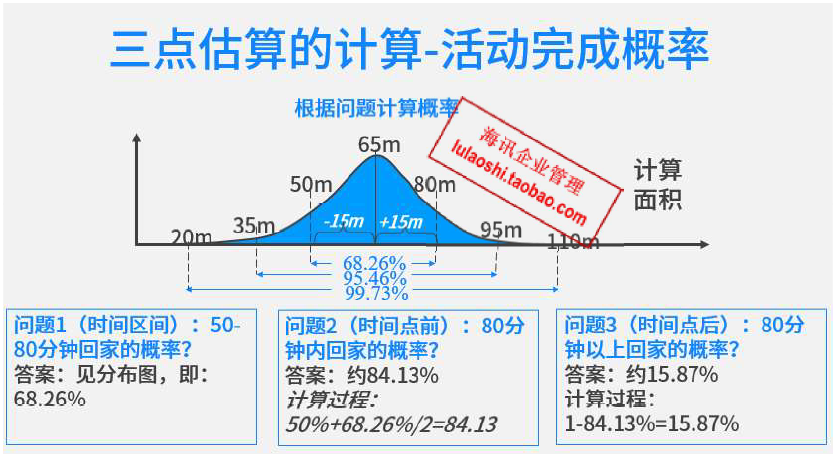 三点估算的计算-活动完成概率
根据问题计算概率
海讯企业管理
lulaoshi.taobao.com
65m
计算
面积
50m
80m
-15m
+15m
35m
95m
20m
110m
68.26%
95.46%
99.73%
问题1（时间区间）：50-
80分钟回家的概率？
答案：见分布图，即：
68.26%
问题2（时间点前）：80分
钟内回家的概率？
答案：约84.13%
计算过程：
50%+68.26%/2=84.13
问题3（时间点后）：80分
钟以上回家的概率？
答案：约15.87%
计算过程：
1-84.13%=15.87%